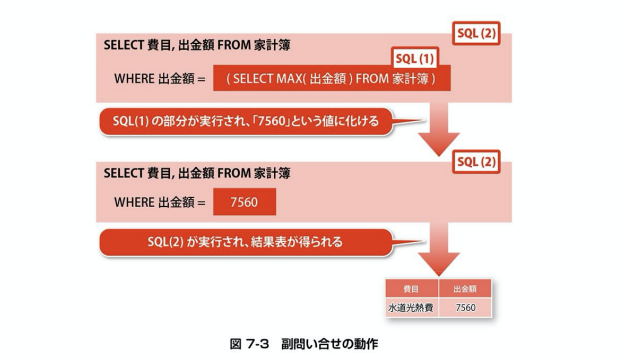 SQL (2)
SELECT 費目, 出金額 FROM 家計簿
SQL (1)
WHERE 出金額 = ( SELECT MAX( 出金額 ) FROM 家計簿 )
SQL(1) の部分が実行され、「7560」という値に化ける
SQL (2)
SELECT 費目, 出金額 FROM 家計簿
WHERE 出金額 = 7560
SQL(2) が実行され、結果表が得られる
費目 出金額
水道光熱費 7560
図 7-3 副問い合せの動作